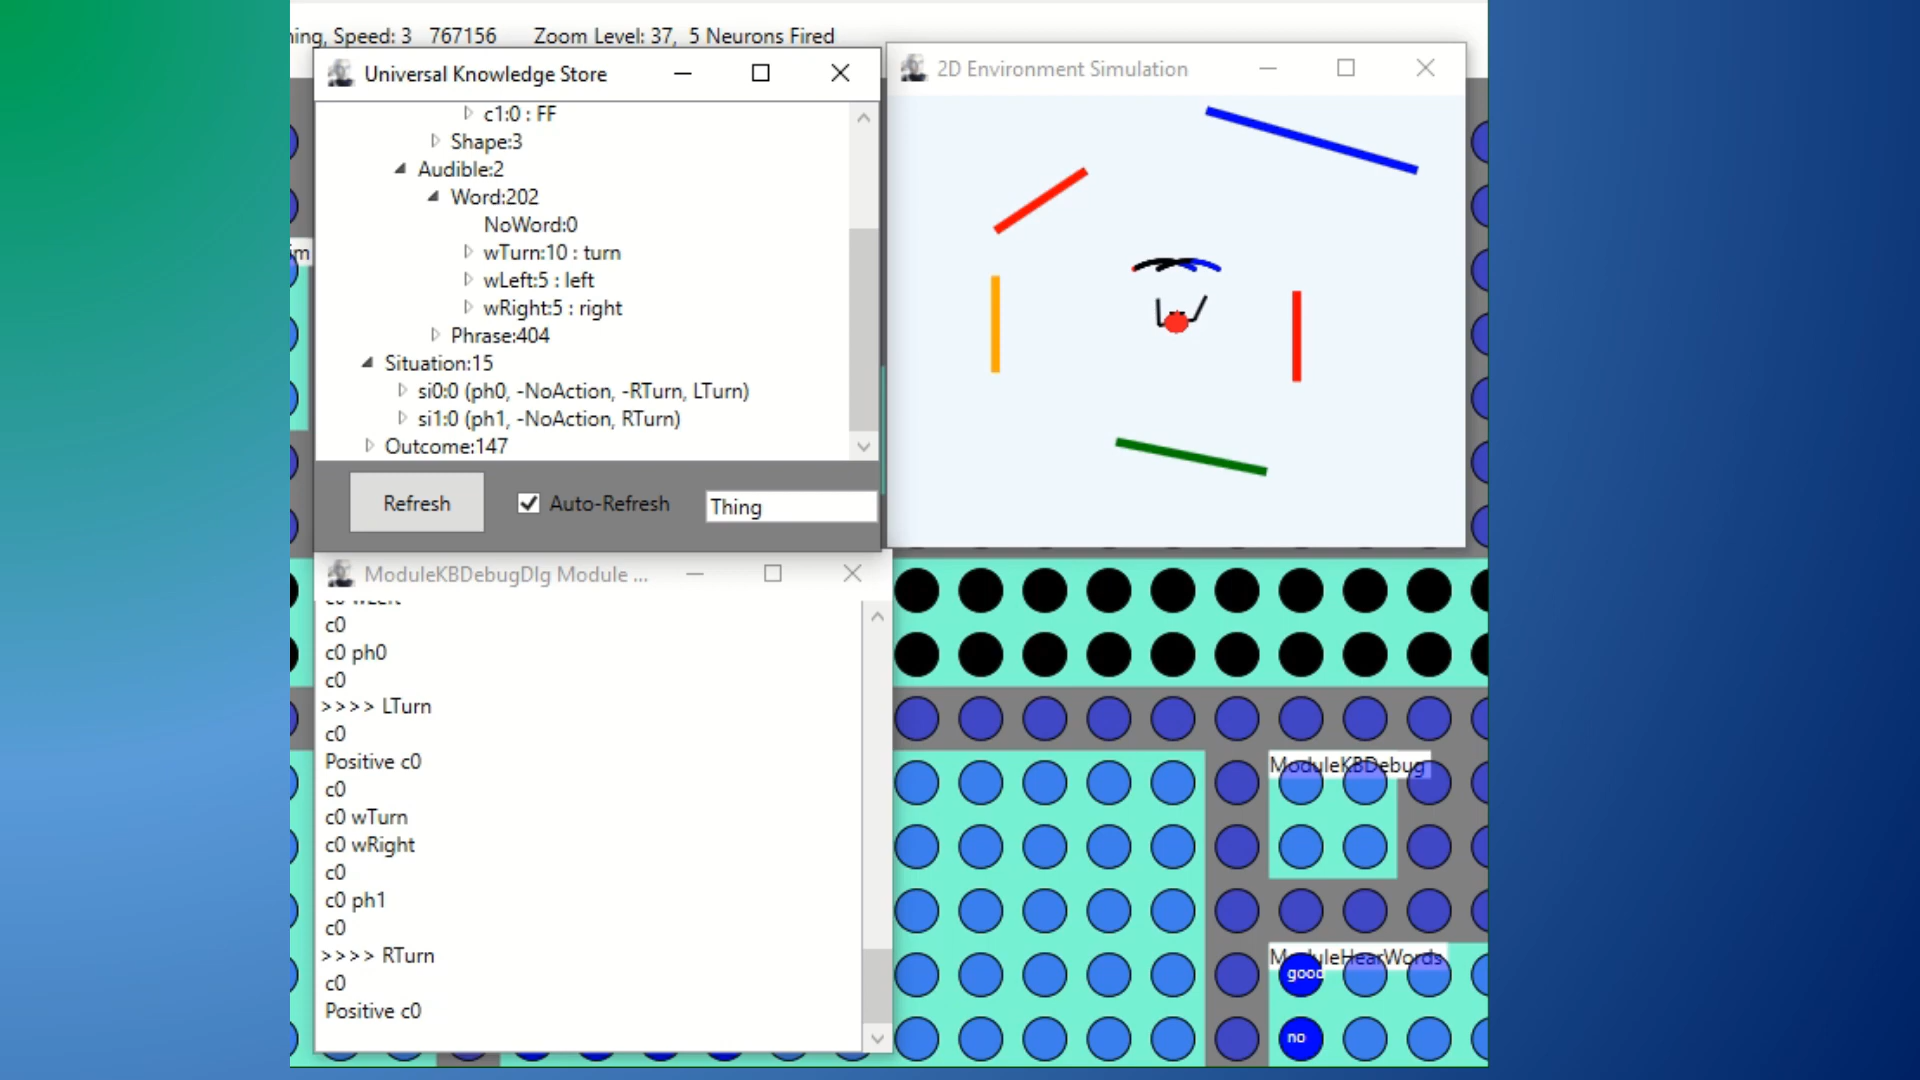 ning, Speed: 3 767156 Zoom Level: 37, 5 Neurons Fired
Universal Knowledge Store
c1:0 : FF
Shape:3
Audible:2
Word:202
NoWord:0
wTurn:10 : turn
wLeft:5 : left
wRight:5 : right
Phrase:404
Situation:15
si0:0 (ph0, -NoAction, -RTurn, LTurn)
si1:0 (ph1, -NoAction, RTurn)
Outcome:147
Refresh
Auto-Refresh
Thing
2D Environment Simulation
im
ModuleKBDebugDlg Module ...
c0 wLeft
c0
c0 ph0
c0
>>>> LTurn
c0
Positive c0
c0
c0 wTurn
c0 wRight
c0
c0 ph1
c0
>>>> RTurn
c0
Positive c0
ModuleKBDebug
ModuleHearWords
good
no